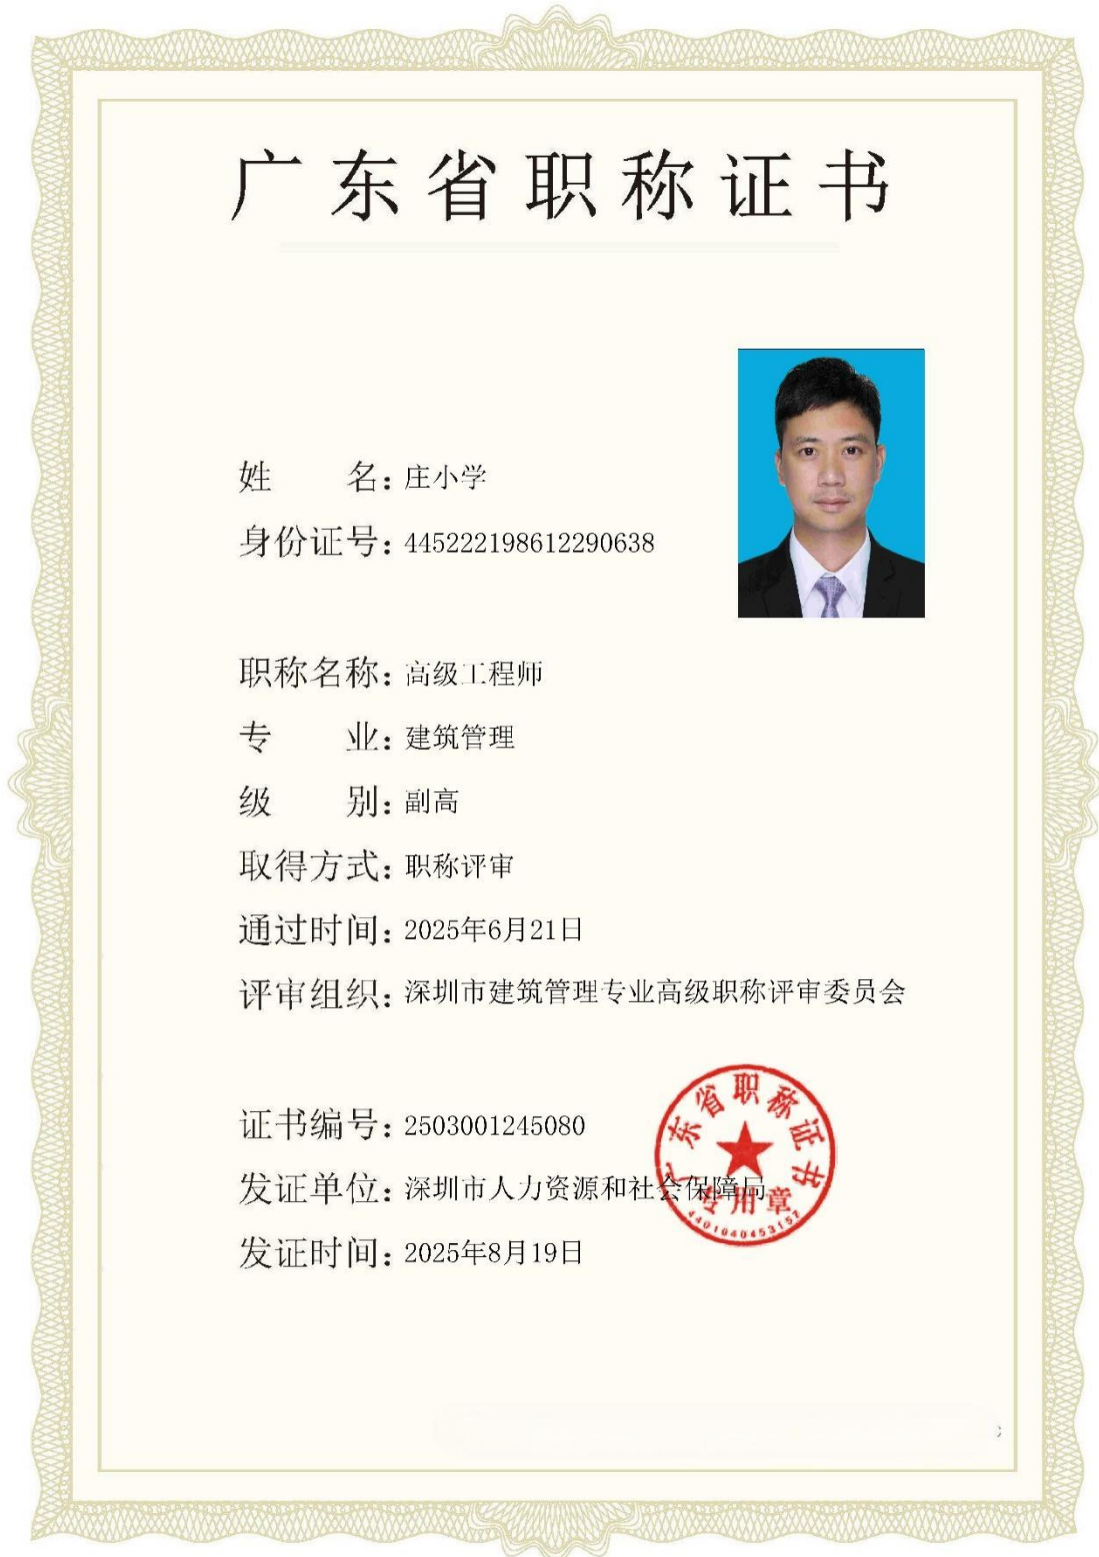 广东省职称证书
姓名：庄小学
身份证号：445222198612290638
职称名称：高级工程师
专业：建筑管理
级别：副高
取得方式：职称评审
通过时间：2025年6月21日
评审组织：深圳市建筑管理专业高级职称评审委员会
证书编号：2503001245080
发证单位：深圳市人力资源和社会保障局
发证时间：2025年8月19日
广东省职称证书
专用章
4401040453157